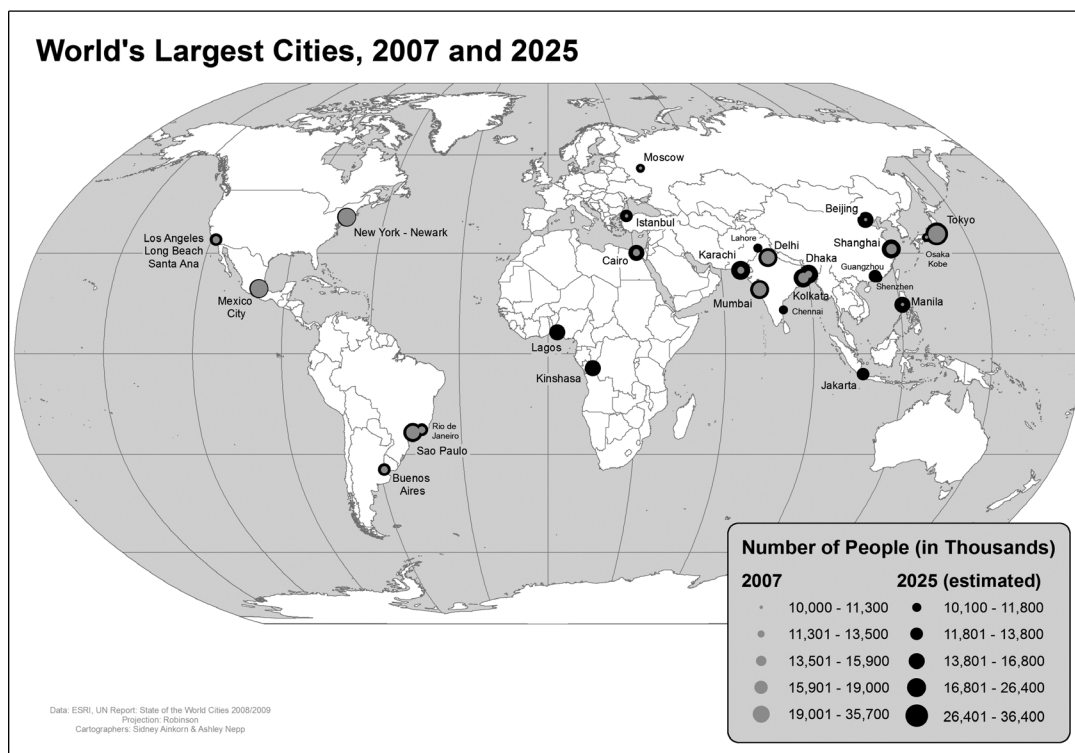 World's Largest Cities, 2007 and 2025
Moscow
Istanbul
New York - Newark
Los Angeles
Long Beach
Santa Ana
Mexico
City
Cairo
Karachi
Lahore
Delhi
Mumbai
Dhaka
Kolkata
Chennai
Beijing
Shanghai
Guangzhou
Shenzhen
Tokyo
Osaka
Kobe
Manila
Jakarta
Lagos
Kinshasa
Rio de
Janeiro
Sao Paulo
Buenos
Aires
Number of People (in Thousands)
2007 2025 (estimated)
10,000 - 11,300 10,100 - 11,800
11,301 - 13,500 11,801 - 13,800
13,501 - 15,900 13,801 - 16,800
15,901 - 19,000 16,801 - 26,400
19,001 - 35,700 26,401 - 36,400
Data: ESRI, UN Report: State of the World Cities 2008/2009
Projection: Robinson
Cartographers: Sidney Ainkorn & Ashley Nepp